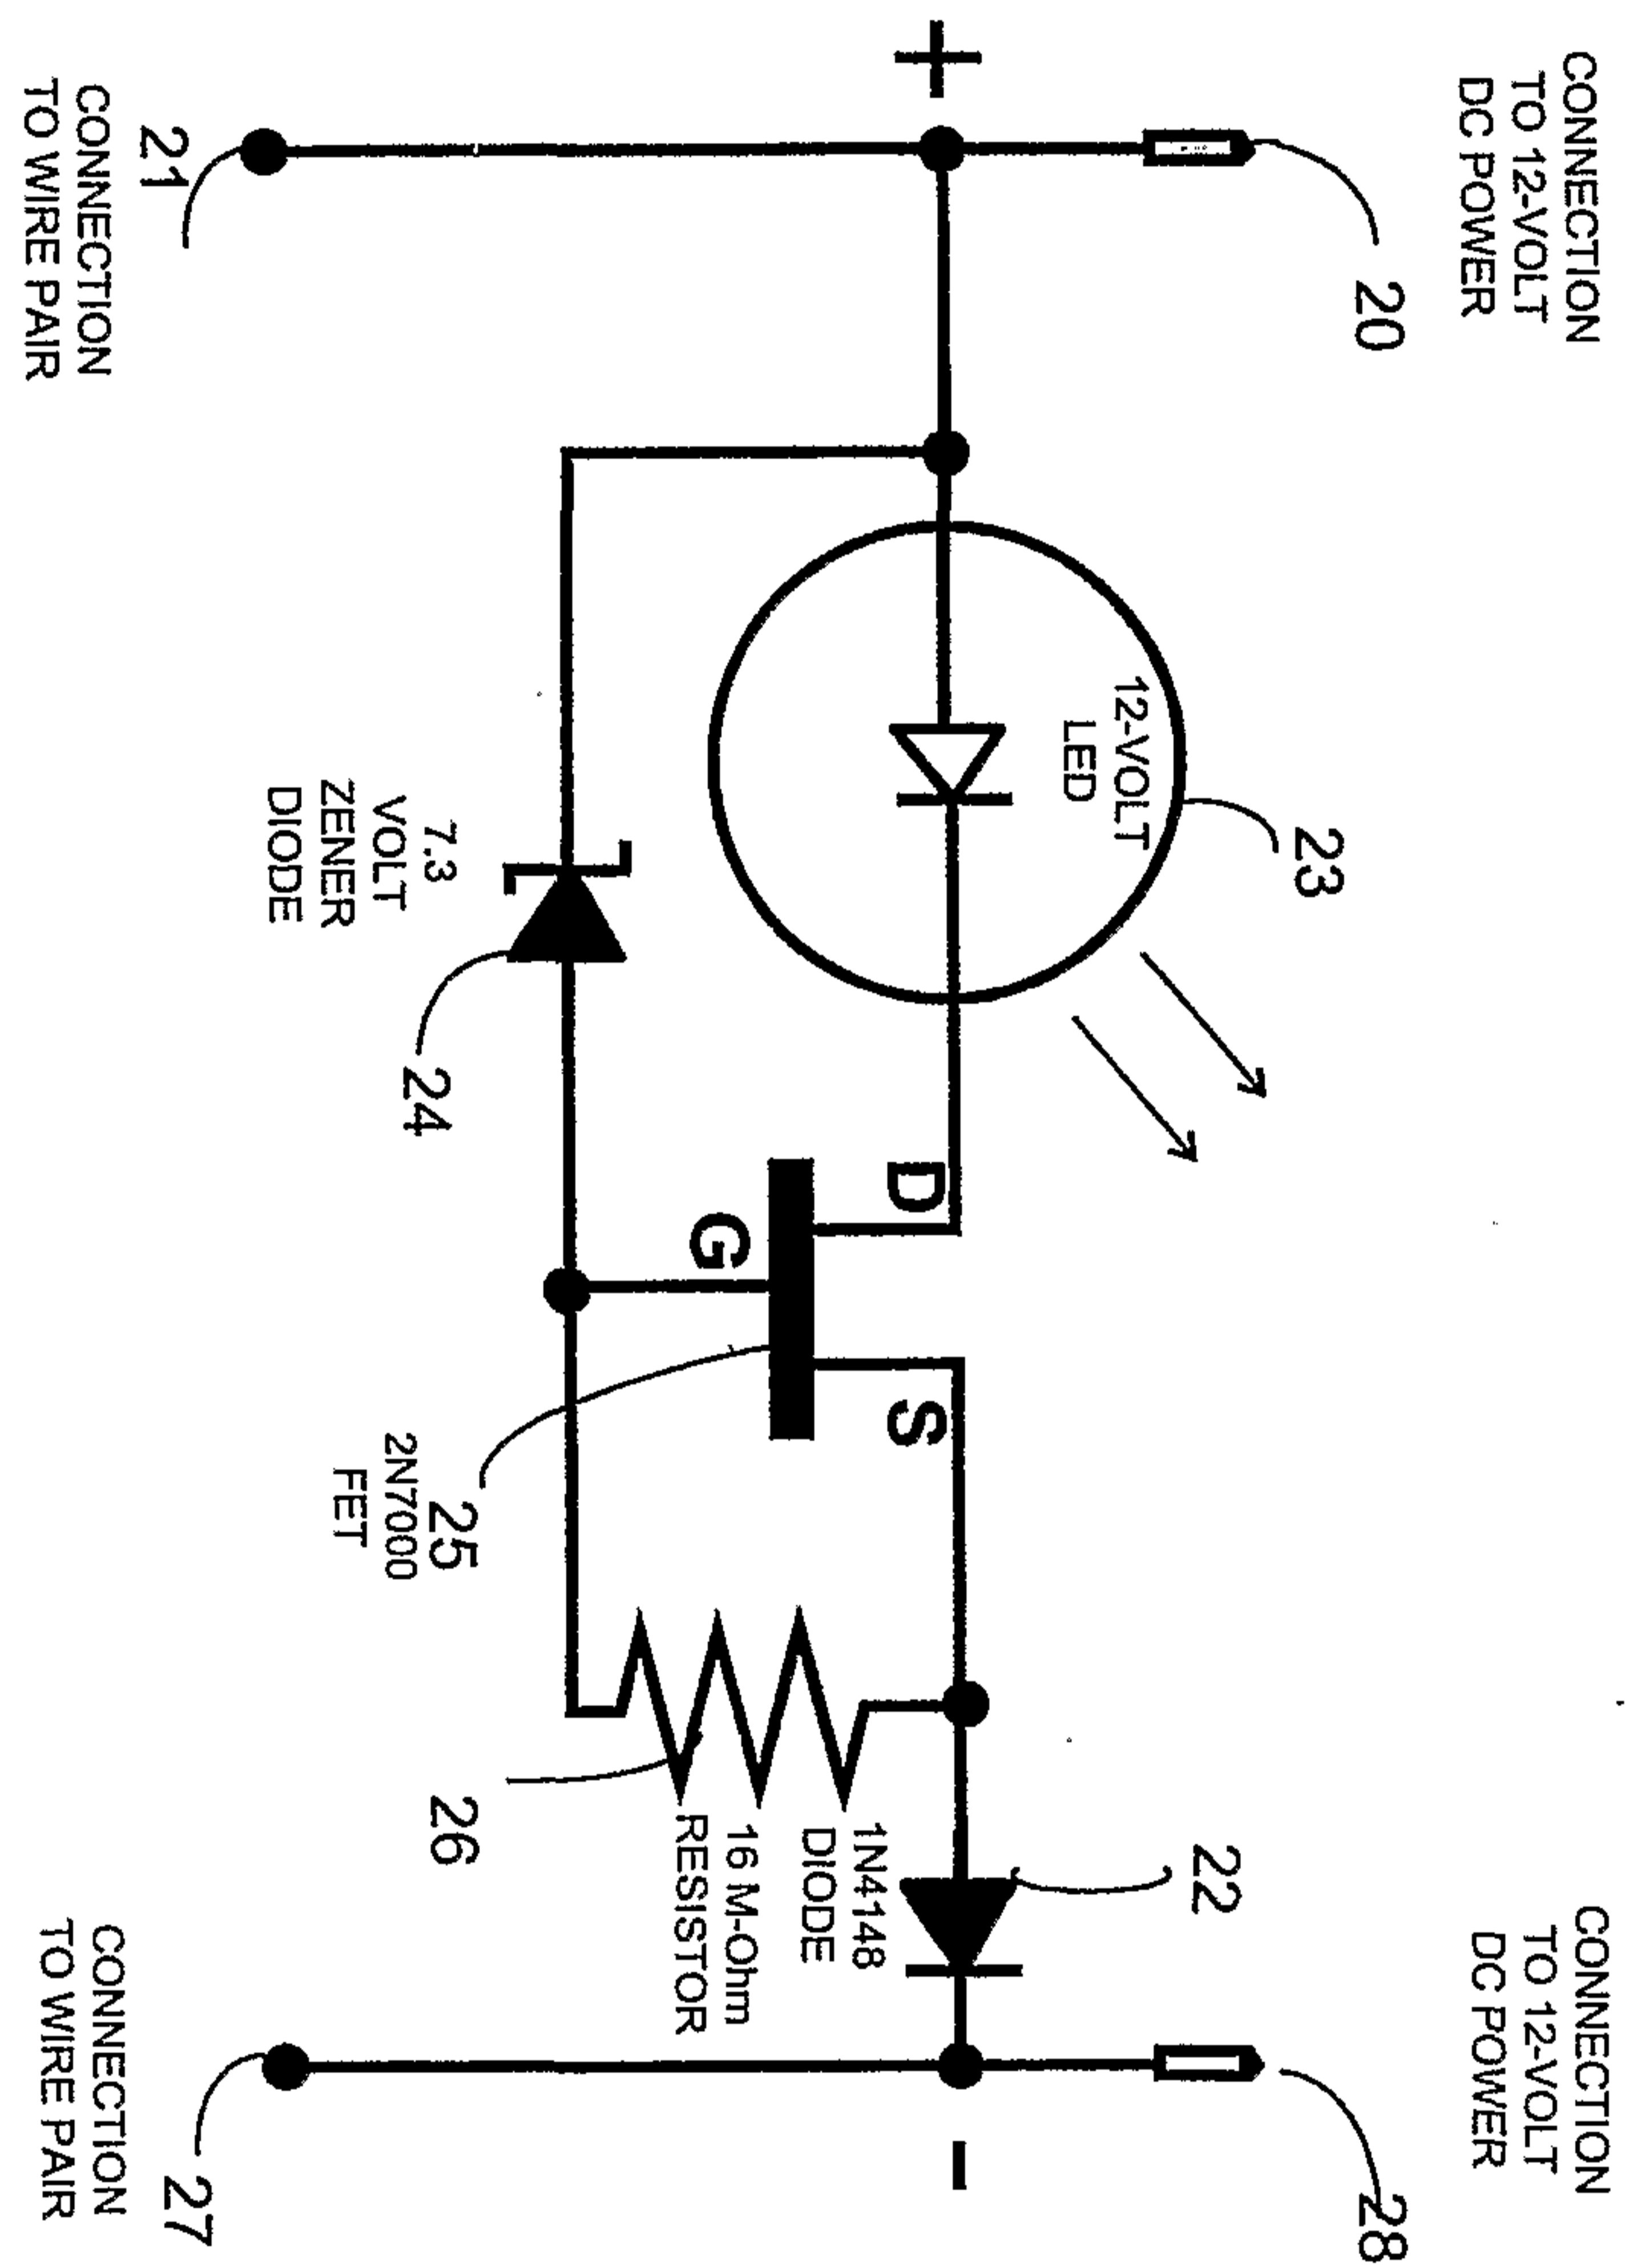 CONNECTION
TO 12-VOLT
DC POWER
20
CONNECTION
TO 12-VOLT
DC POWER
28
12-VOLT
LED
23
22
1N4148
DIODE
16 M-Ohm
RESISTOR
26
+
D
S
G
-
7.3
VOLT
ZENER
DIODE
24
25
2N7000
FET
21
CONNECTION
TO WIRE PAIR
27
CONNECTION
TO WIRE PAIR